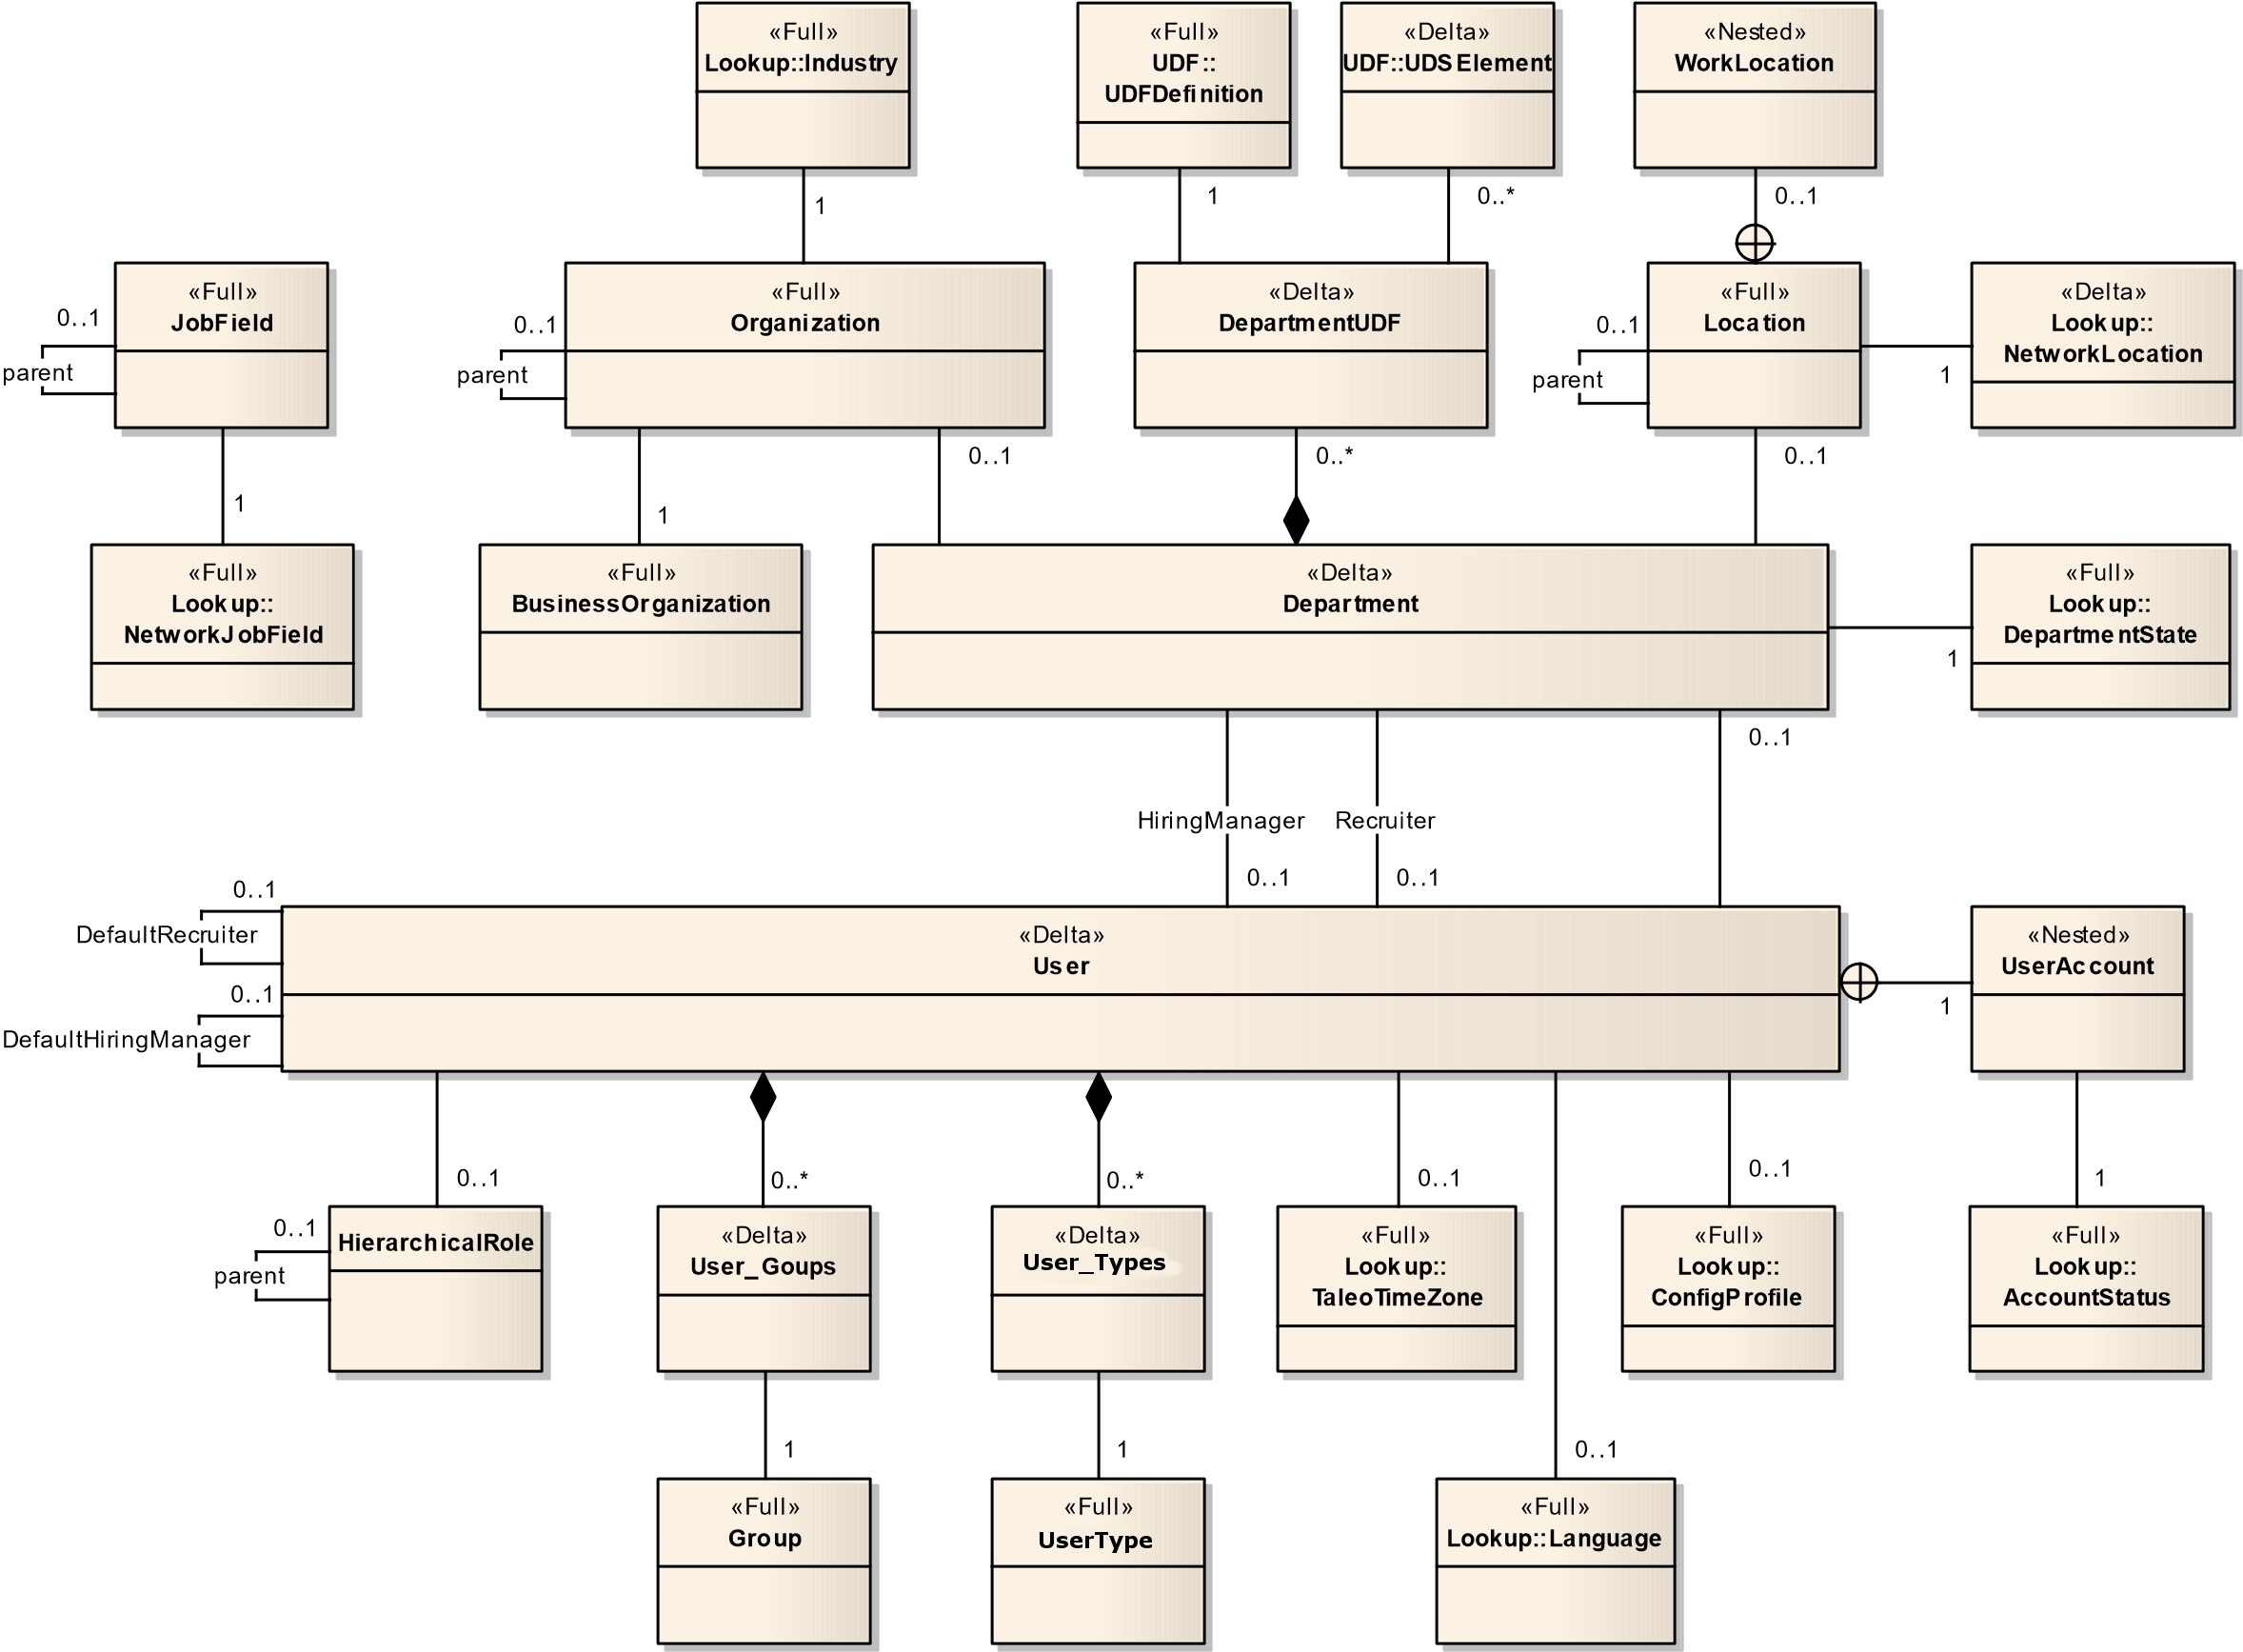 «Full»
Lookup::Industry
«Full»
UDF::
UDFDefinition
«Delta»
UDF::UDSElement
«Nested»
WorkLocation
1
1
0..*
0..1
«Full»
JobField
0..1
parent
«Full»
Organization
0..1
parent
«Delta»
DepartmentUDF
«Full»
Location
0..1
parent
«Delta»
Lookup::
NetworkLocation
1
1
1
0..1
0..*
0..1
«Full»
Lookup::
NetworkJobField
«Full»
BusinessOrganization
«Delta»
Department
«Full»
Lookup::
DepartmentState
1
0..1
HiringManager
Recruiter
0..1
0..1
0..1
DefaultRecruiter
0..1
DefaultHiringManager
«Delta»
User
«Nested»
UserAccount
1
0..1
0..*
0..*
0..1
0..1
1
HierarchicalRole
0..1
parent
«Delta»
User_Goups
«Delta»
User_Types
«Full»
Lookup::
TaleoTimeZone
«Full»
Lookup::
ConfigProfile
«Full»
Lookup::
AccountStatus
1
1
0..1
«Full»
Group
«Full»
UserType
«Full»
Lookup::Language